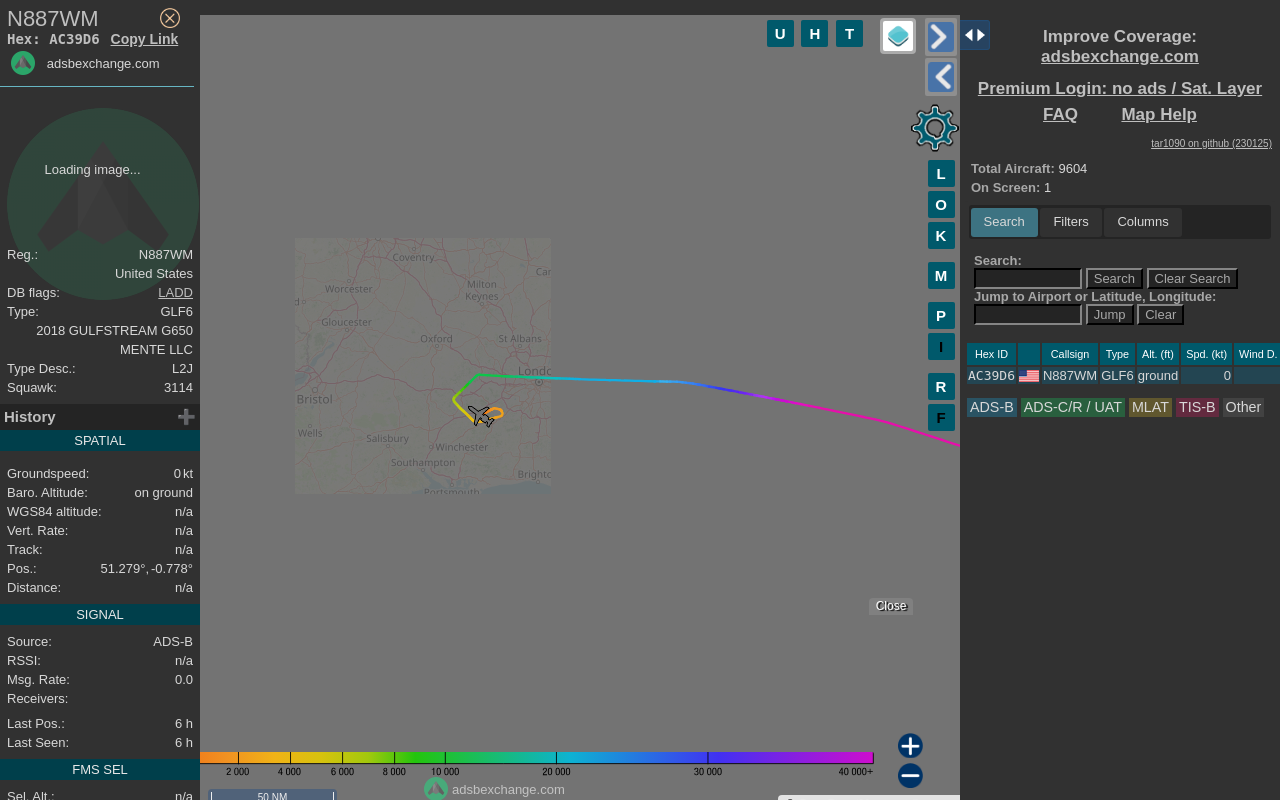 N887WM
Hex: AC39D6 Copy Link
adsbexchange.com
Loading image...
Reg.: N887WM
United States
DB flags: LADD
Type: GLF6
2018 GULFSTREAM G650
MENTE LLC
Type Desc.: L2J
Squawk: 3114
History
SPATIAL
Groundspeed: 0 kt
Baro. Altitude: on ground
WGS84 altitude: n/a
Vert. Rate: n/a
Track: n/a
Pos.: 51.279°, -0.778°
Distance: n/a
SIGNAL
Source: ADS-B
RSSI: n/a
Msg. Rate: 0.0
Receivers:
Last Pos.: 6 h
Last Seen: 6 h
FMS SEL
Sel. Alt.: n/a
U H T
L
O
K
M
P
I
R
F
Coventry
Worcester
Milton
Keynes
Gloucester
Oxford
St Albans
Bristol
Wells
Salisbury
Winchester
Southampton
Portsmouth
Close
2 000 4 000 6 000 8 000 10 000 20 000 30 000 40 000+
adsbexchange.com
50 NM
Improve Coverage:
adsbexchange.com
Premium Login: no ads / Sat. Layer
FAQ Map Help
tar1090 on github (230125)
Total Aircraft: 9604
On Screen: 1
Search Filters Columns
Search:
Search Clear Search
Jump to Airport or Latitude, Longitude:
Jump Clear
Hex ID Callsign Type Alt. (ft) Spd. (kt) Wind D.
AC39D6 N887WM GLF6 ground 0
ADS-B ADS-C/R / UAT MLAT TIS-B Other